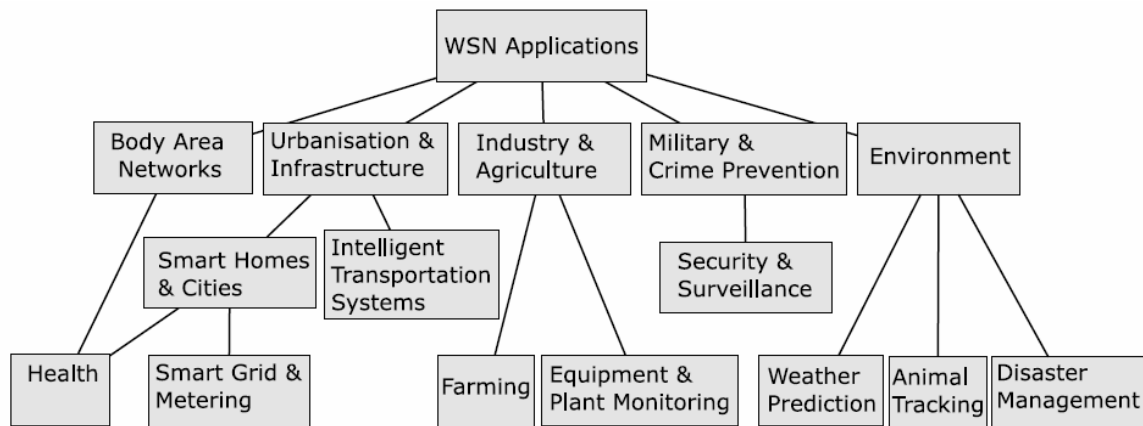 WSN Applications
Body Area
Networks
Urbanisation &
Infrastructure
Industry &
Agriculture
Military &
Crime Prevention
Environment
Smart Homes
& Cities
Intelligent
Transportation
Systems
Security &
Surveillance
Health
Smart Grid &
Metering
Farming
Equipment &
Plant Monitoring
Weather
Prediction
Animal
Tracking
Disaster
Management